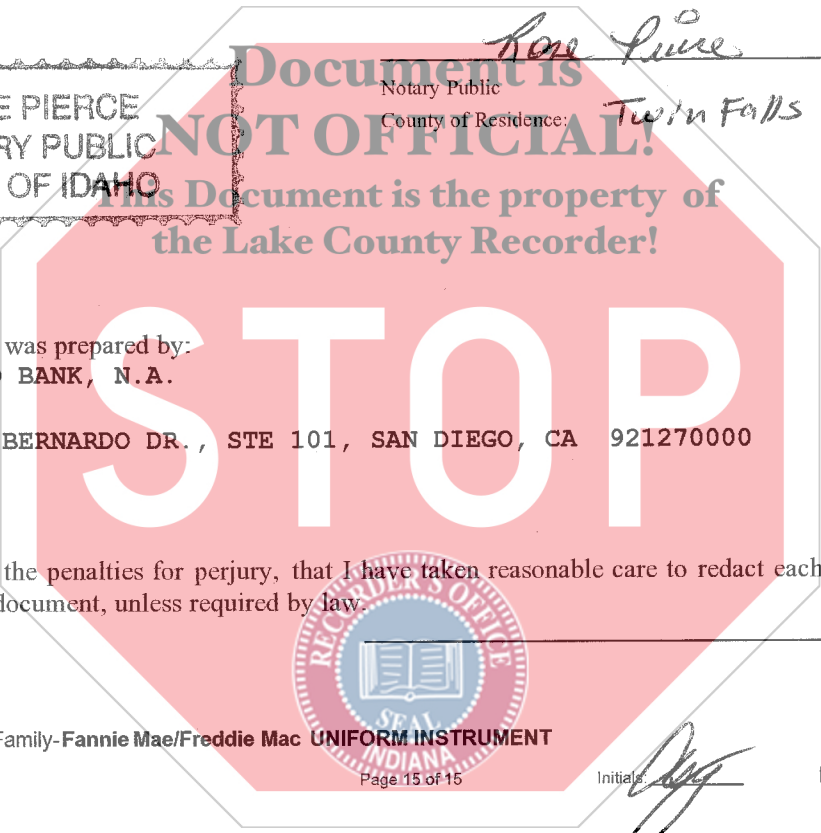 Rose Pierce
Document is
Notary Public
E PIERCE
RY PUBLIC
OF IDAHO
County of Residence: Twin Falls
NOT OFFICIAL!
This Document is the property of
the Lake County Recorder!
was prepared by:
BANK, N.A.
BERNARDO DR., STE 101, SAN DIEGO, CA 921270000
STOP
the penalties for perjury, that I have taken reasonable care to redact each
document, unless required by law.
RECORDER'S OFFICE
SEAL
INDIANA
Family-Fannie Mae/Freddie Mac UNIFORM INSTRUMENT
Page 15 of 15
Initials: